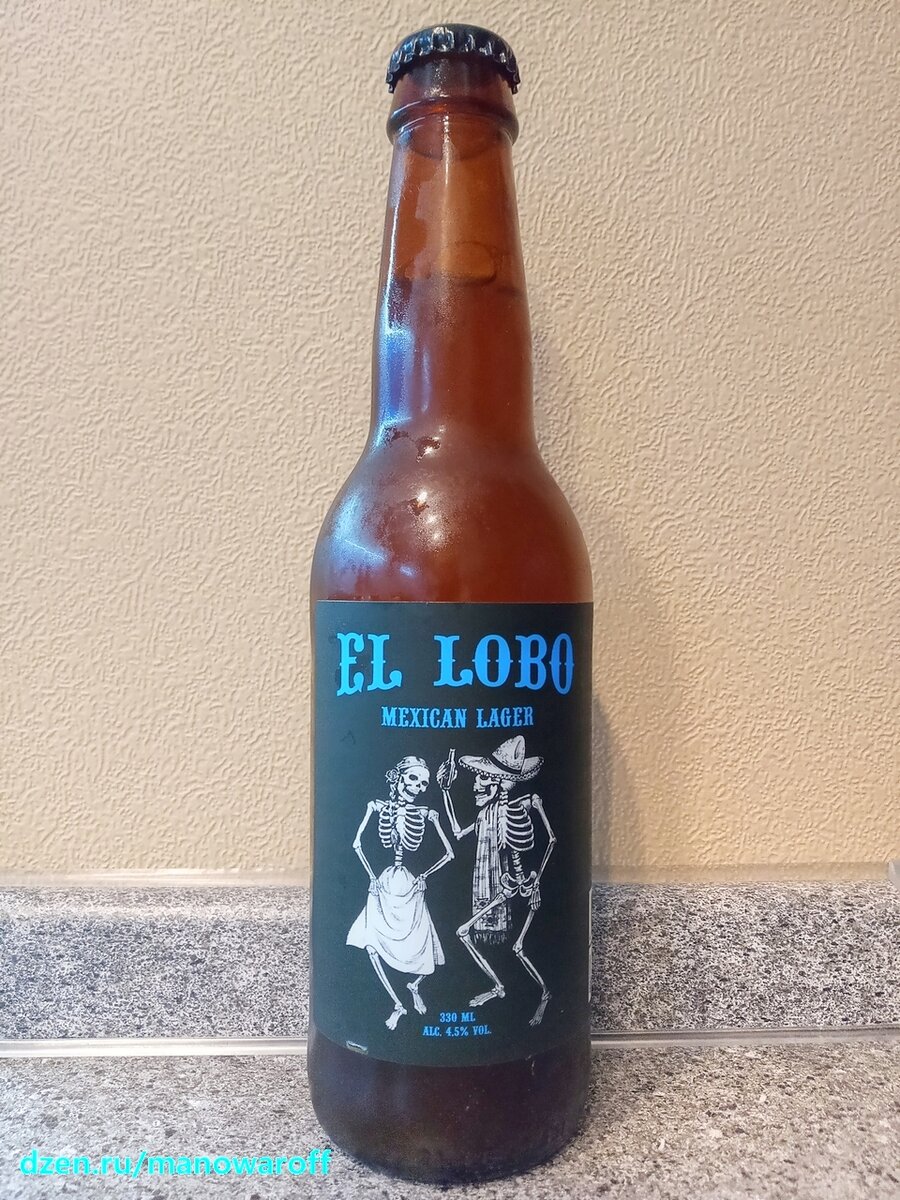 EL LOBO
MEXICAN LAGER
330 ML
ALC. 4.5% VOL.
dzen.ru/manowaroff